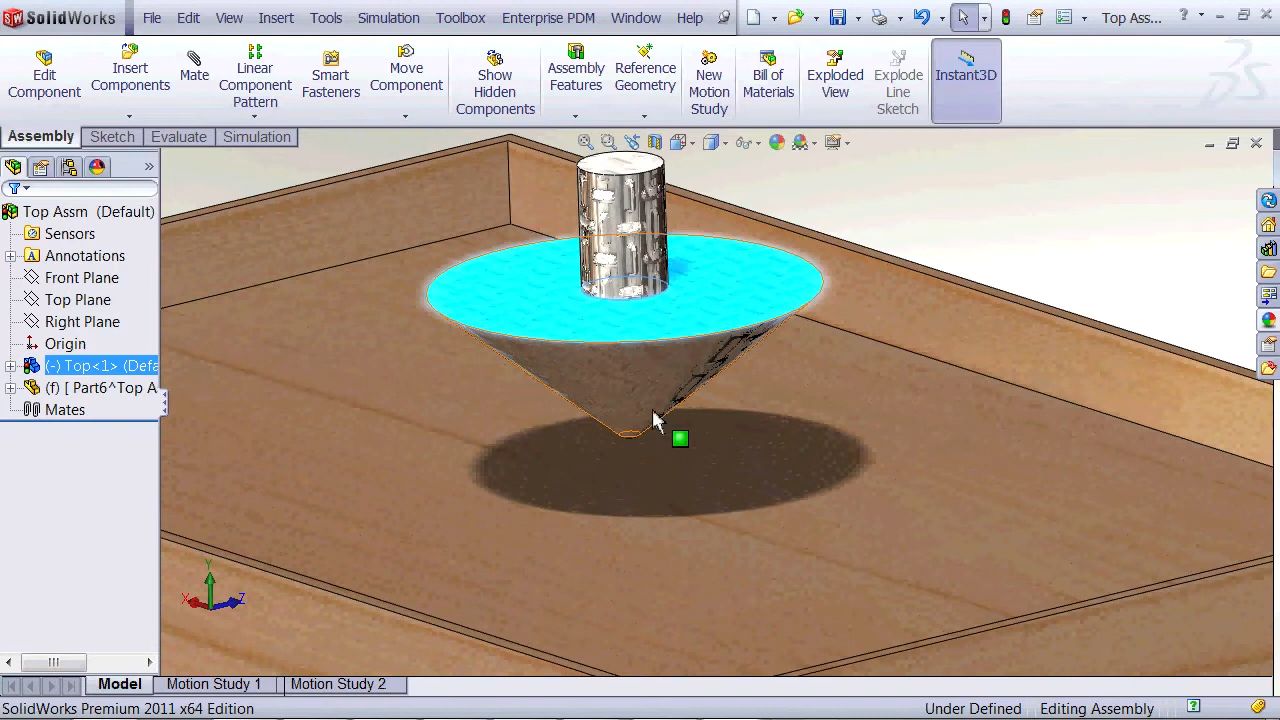 SolidWorks File Edit View Insert Tools Simulation Toolbox Enterprise PDM Window Help Top Ass... ?
Edit Component
Insert Components
Mate
Linear Component Pattern
Smart Fasteners
Move Component
Show Hidden Components
Assembly Features
Reference Geometry
New Motion Study
Bill of Materials
Exploded View
Explode Line Sketch
Instant3D
Assembly Sketch Evaluate Simulation
»
Top Assm (Default)
Sensors
A Annotations
Front Plane
Top Plane
Right Plane
Origin
(-) Top<1> (Defa
(f) [ Part6^Top A
Mates
Y
X Z
Model Motion Study 1 Motion Study 2
SolidWorks Premium 2011 x64 Edition Under Defined Editing Assembly ?